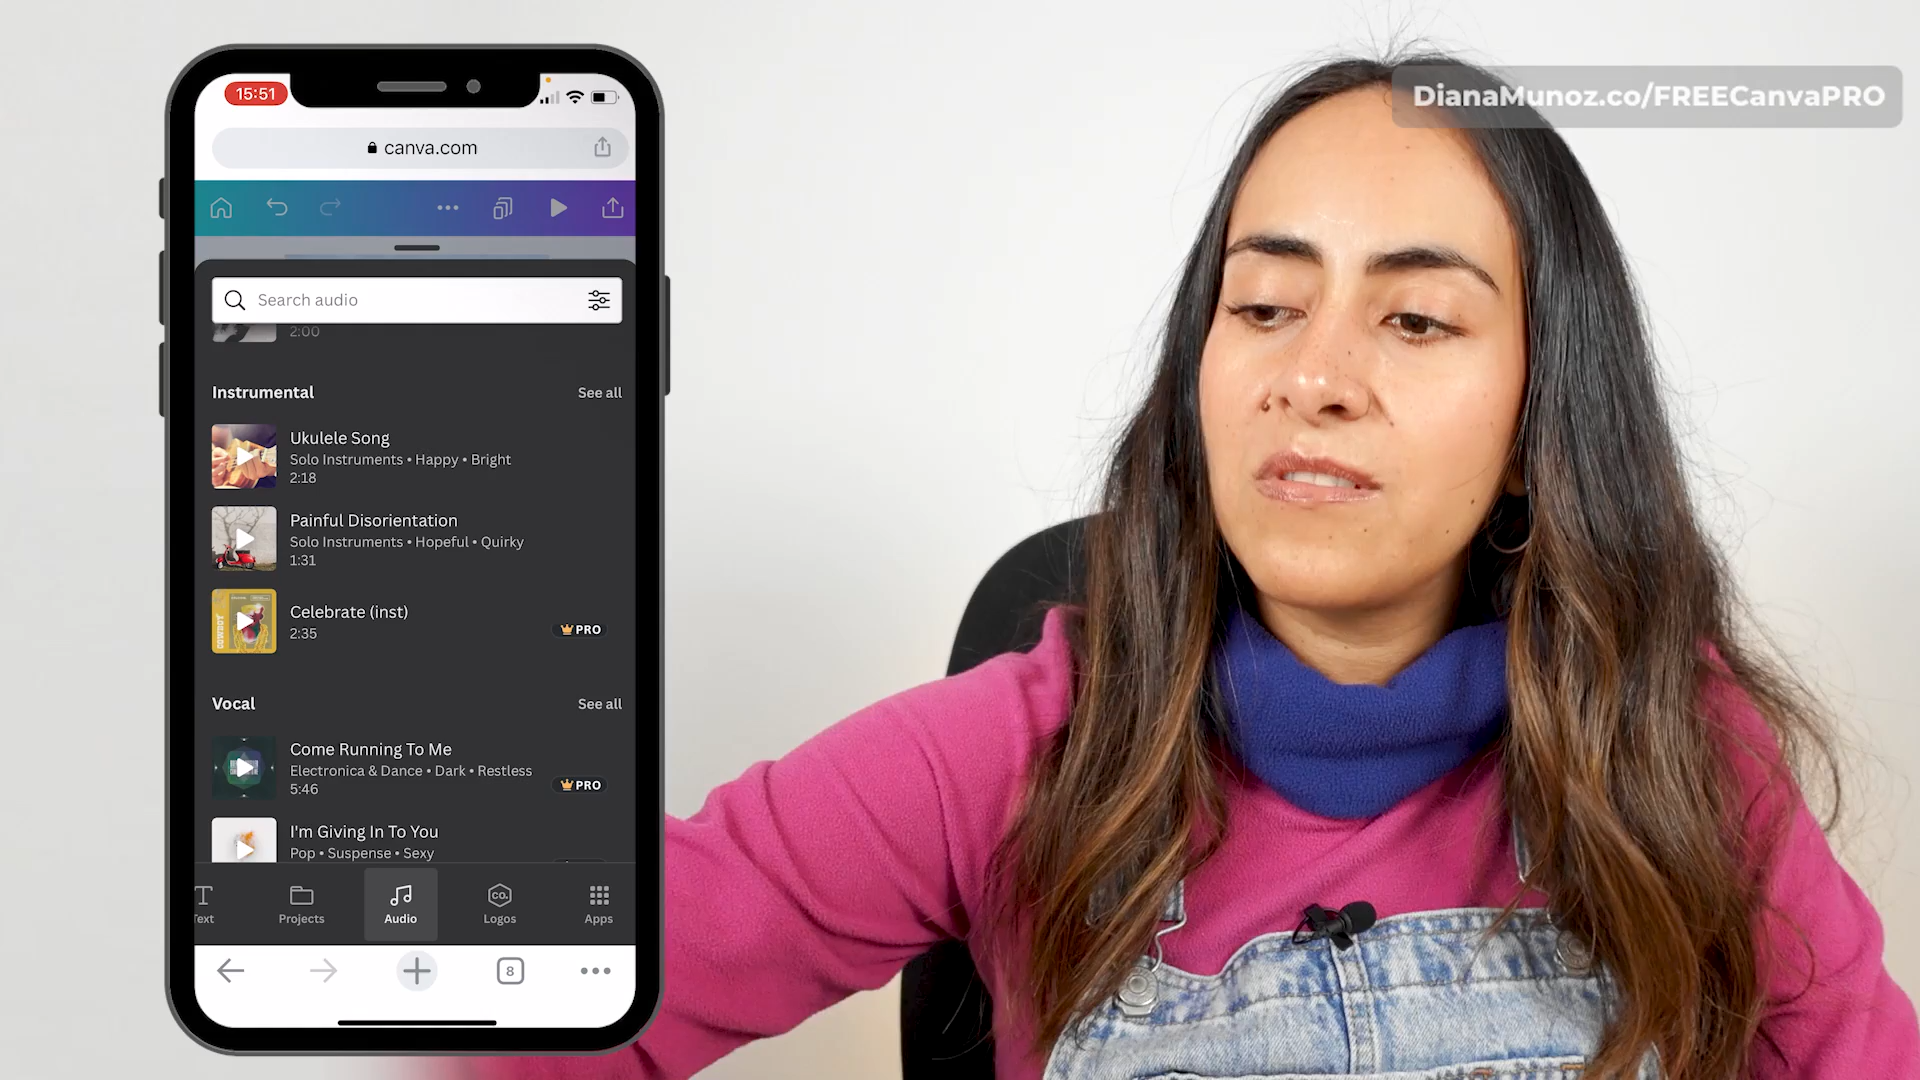 DianaMunoz.co/FREECanvaPRO
15:51
canva.com
Search audio
2:00
Instrumental
See all
Ukulele Song
Solo Instruments • Happy • Bright
2:18
Painful Disorientation
Solo Instruments • Hopeful • Quirky
1:31
Celebrate (inst)
2:35
PRO
Vocal
See all
Come Running To Me
Electronica & Dance • Dark • Restless
5:46
PRO
I'm Giving In To You
Pop • Suspense • Sexy
Text
Projects
Audio
CO.
Logos
Apps
8